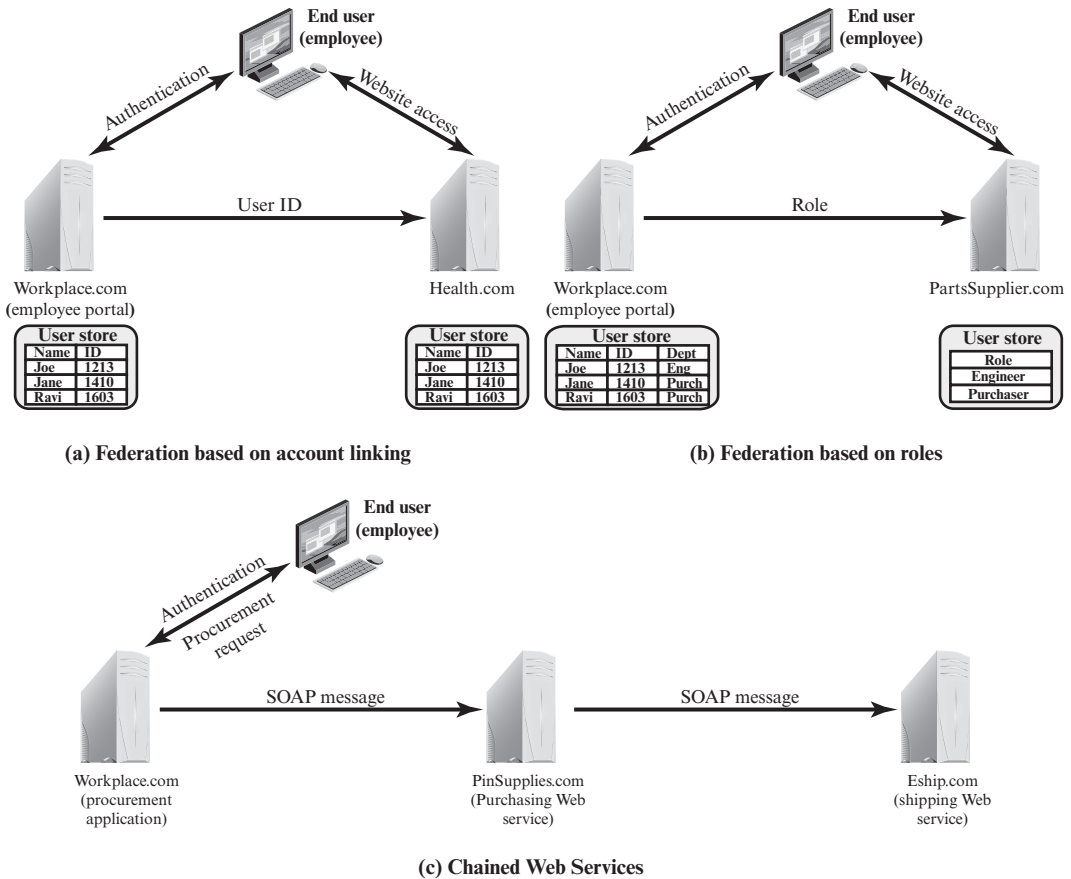 End user
(employee)
Authentication
Website access
User ID
Workplace.com
(employee portal)
Health.com
User store
Name ID
Joe 1213
Jane 1410
Ravi 1603
User store
Name ID
Joe 1213
Jane 1410
Ravi 1603
(a) Federation based on account linking
End user
(employee)
Authentication
Website access
Role
Workplace.com
(employee portal)
PartsSupplier.com
User store
Name ID Dept
Joe 1213 Eng
Jane 1410 Purch
Ravi 1603 Purch
User store
Role
Engineer
Purchaser
(b) Federation based on roles
End user
(employee)
Authentication
Procurement
request
SOAP message
SOAP message
Workplace.com
(procurement
application)
PinSupplies.com
(Purchasing Web
service)
Eship.com
(shipping Web
service)
(c) Chained Web Services